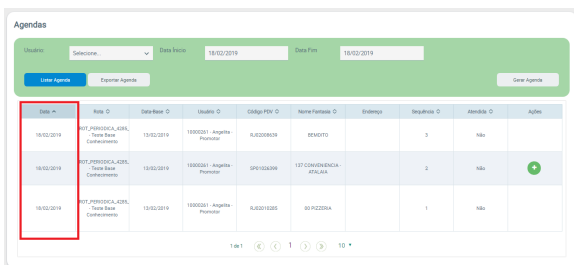 Agendas
Usuário: Selecione... Data Início: 18/02/2019 Data Fim 18/02/2019
Listar Agenda Exportar Agenda Gerar Agenda
Data Rota Data-Base Usuário Código PDV Nome Fantasia Endereço Sequência Atendida Ações
18/02/2019 ROT_PERIODICA_4285_ - Teste Base Conhecimento 13/02/2019 10000261 - Angelita - Promotor RJ02008639 BENDITO 3 Não
18/02/2019 ROT_PERIODICA_4285_ - Teste Base Conhecimento 13/02/2019 10000261 - Angelita - Promotor SP01026399 137 CONVENIENCIA - ATALAIA 2 Não
18/02/2019 ROT_PERIODICA_4285_ - Teste Base Conhecimento 13/02/2019 10000261 - Angelita - Promotor RJ02010285 00 PIZZERIA 1 Não
1 de 1 1 10